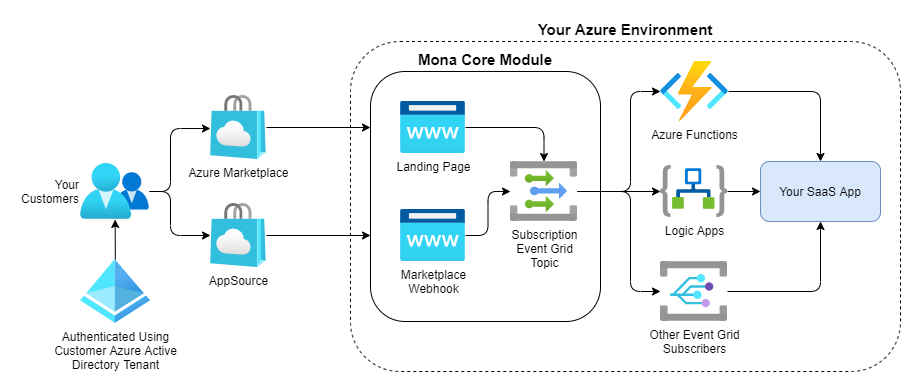 Your Azure Environment
Mona Core Module
Your
Customers
Authenticated Using
Customer Azure Active
Directory Tenant
Azure Marketplace
AppSource
WWW
Landing Page
WWW
Marketplace
Webhook
Subscription
Event Grid
Topic
Azure Functions
Logic Apps
Other Event Grid
Subscribers
Your SaaS App